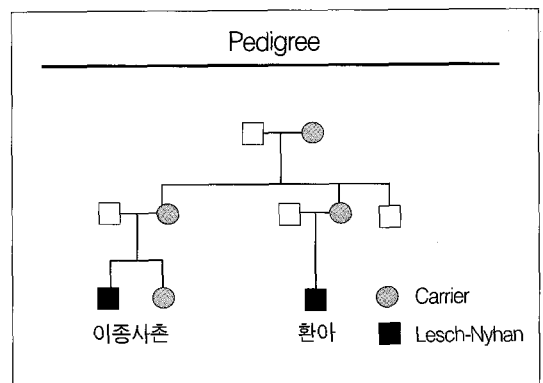 Pedigree
Carrier
이종사촌
환아
Lesch-Nyhan